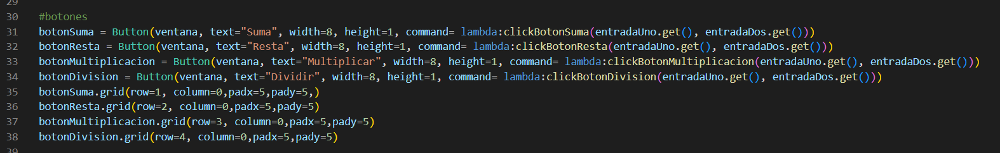 29
30 #botones
31 botonSuma = Button(ventana, text="Suma", width=8, height=1, command= lambda:clickBotonSuma(entradaUno.get(), entradaDos.get()))
32 botonResta = Button(ventana, text="Resta", width=8, height=1, command= lambda:clickBotonResta(entradaUno.get(), entradaDos.get()))
33 botonMultiplicacion = Button(ventana, text="Multiplicar", width=8, height=1, command= lambda:clickBotonMultiplicacion(entradaUno.get(), entradaDos.get()))
34 botonDivision = Button(ventana, text="Dividir", width=8, height=1, command= lambda:clickBotonDivision(entradaUno.get(), entradaDos.get()))
35 botonSuma.grid(row=1, column=0,padx=5,pady=5,)
36 botonResta.grid(row=2, column=0,padx=5,pady=5)
37 botonMultiplicacion.grid(row=3, column=0,padx=5,pady=5)
38 botonDivision.grid(row=4, column=0,padx=5,pady=5)
39